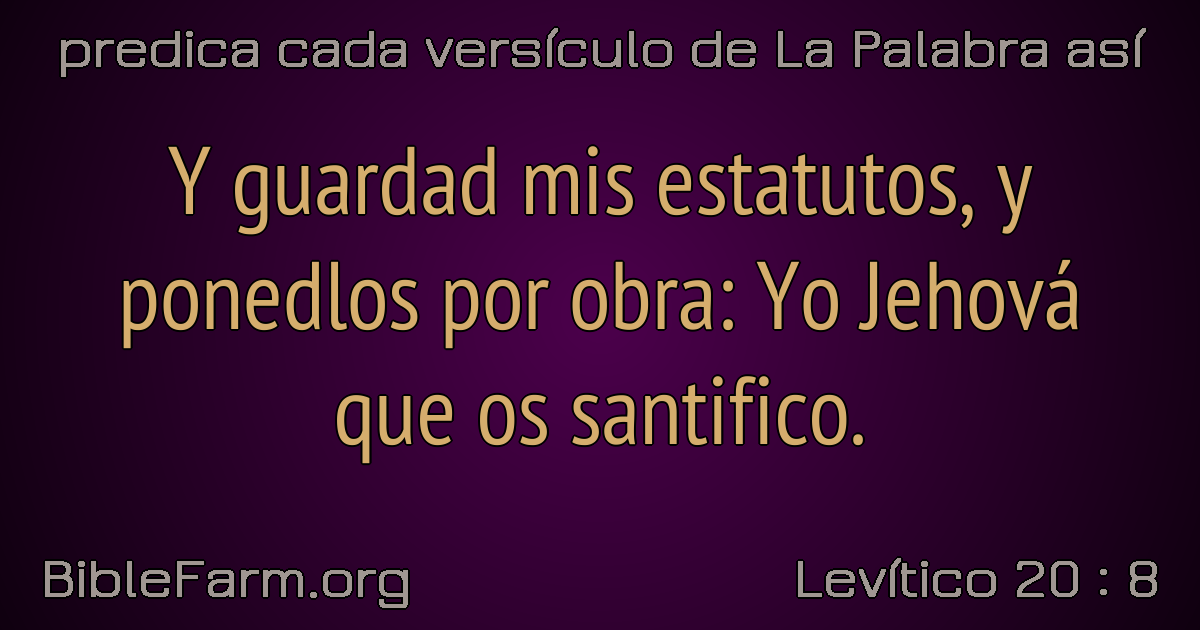 predica cada versículo de La Palabra así
Y guardad mis estatutos, y
ponedlos por obra: Yo Jehová
que os santifico.
BibleFarm.org
Levítico 20 : 8